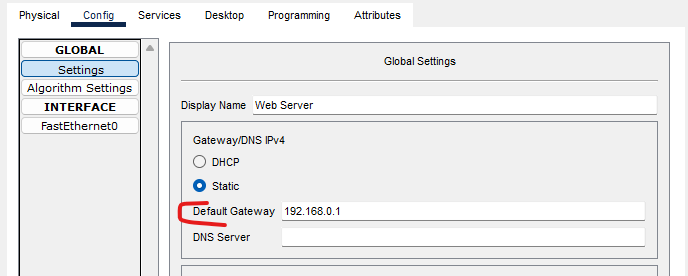 Physical Config Services Desktop Programming Attributes
GLOBAL
Settings
Algorithm Settings
INTERFACE
FastEthernet0
Global Settings
Display Name Web Server
Gateway/DNS IPv4
DHCP
Static
Default Gateway 192.168.0.1
DNS Server